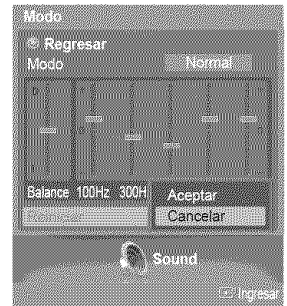 Modo
Regresar
Modo Normal
Balance 100Hz 300H
Aceptar
Cancelar
Sound
Ingresar